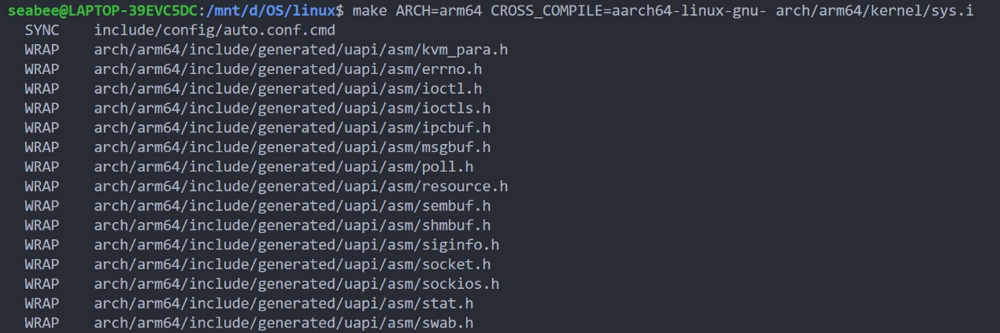 seabee@LAPTOP-39EVC5DC:/mnt/d/OS/linux$ make ARCH=arm64 CROSS_COMPILE=aarch64-linux-gnu- arch/arm64/kernel/sys.i
SYNC    include/config/auto.conf.cmd
WRAP    arch/arm64/include/generated/uapi/asm/kvm_para.h
WRAP    arch/arm64/include/generated/uapi/asm/errno.h
WRAP    arch/arm64/include/generated/uapi/asm/ioctl.h
WRAP    arch/arm64/include/generated/uapi/asm/ioctls.h
WRAP    arch/arm64/include/generated/uapi/asm/ipcbuf.h
WRAP    arch/arm64/include/generated/uapi/asm/msgbuf.h
WRAP    arch/arm64/include/generated/uapi/asm/poll.h
WRAP    arch/arm64/include/generated/uapi/asm/resource.h
WRAP    arch/arm64/include/generated/uapi/asm/sembuf.h
WRAP    arch/arm64/include/generated/uapi/asm/shmbuf.h
WRAP    arch/arm64/include/generated/uapi/asm/siginfo.h
WRAP    arch/arm64/include/generated/uapi/asm/socket.h
WRAP    arch/arm64/include/generated/uapi/asm/sockios.h
WRAP    arch/arm64/include/generated/uapi/asm/stat.h
WRAP    arch/arm64/include/generated/uapi/asm/swab.h